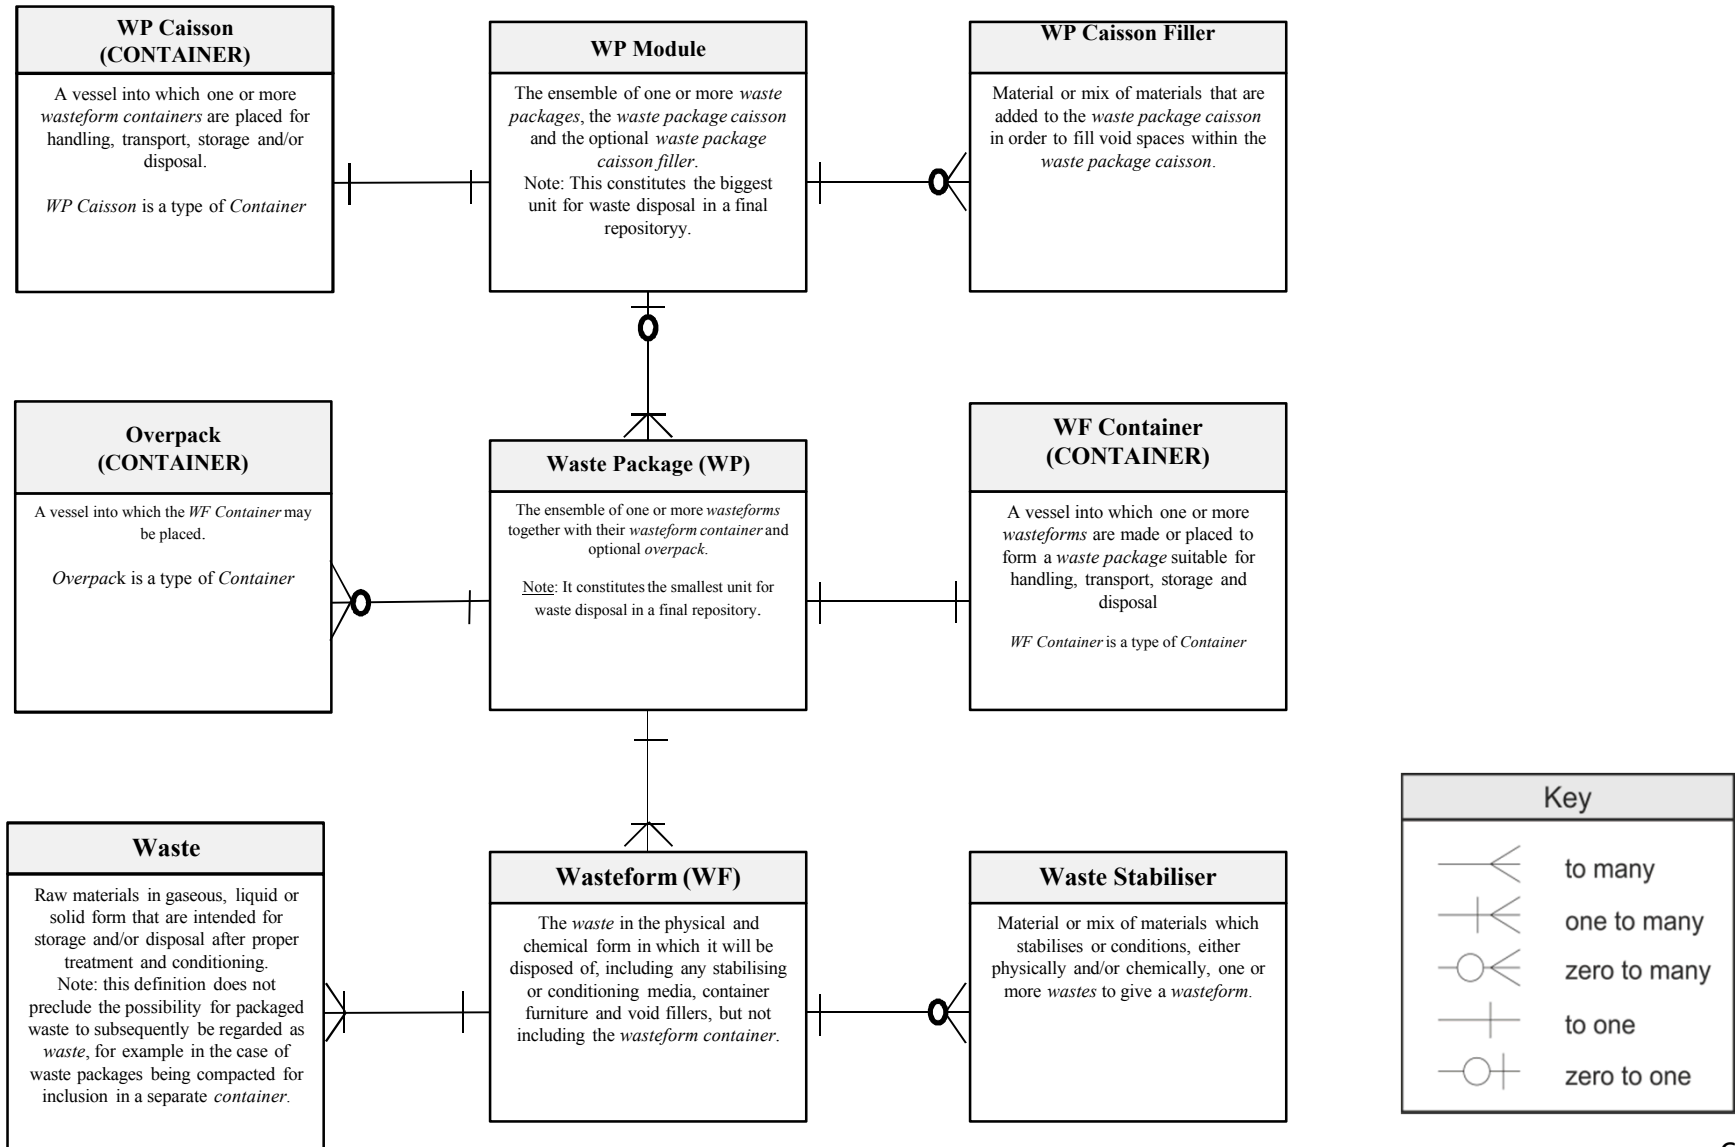 WP Caisson
(CONTAINER)
A vessel into which one or more
wasteform containers are placed for
handling, transport, storage and/or
disposal.
WP Caisson is a type of Container
WP Module
The ensemble of one or more waste
packages, the waste package caisson
and the optional waste package
caisson filler.
Note: This constitutes the biggest
unit for waste disposal in a final
repositoryy.
WP Caisson Filler
Material or mix of materials that are
added to the waste package caisson
in order to fill void spaces within the
waste package caisson.
Overpack
(CONTAINER)
A vessel into which the WF Container may
be placed.
Overpack is a type of Container
Waste Package (WP)
The ensemble of one or more wasteforms
together with their wasteform container and
optional overpack.
Note: It constitutes the smallest unit for
waste disposal in a final repository.
WF Container
(CONTAINER)
A vessel into which one or more
wasteforms are made or placed to
form a waste package suitable for
handling, transport, storage and
disposal
WF Container is a type of Container
Waste
Raw materials in gaseous, liquid or
solid form that are intended for
storage and/or disposal after proper
treatment and conditioning.
Note: this definition does not
preclude the possibility for packaged
waste to subsequently be regarded as
waste, for example in the case of
waste packages being compacted for
inclusion in a separate container.
Wasteform (WF)
The waste in the physical and
chemical form in which it will be
disposed of, including any stabilising
or conditioning media, container
furniture and void fillers, but not
including the wasteform container.
Waste Stabiliser
Material or mix of materials which
stabilises or conditions, either
physically and/or chemically, one or
more wastes to give a wasteform.
Key
to many
one to many
zero to many
to one
zero to one